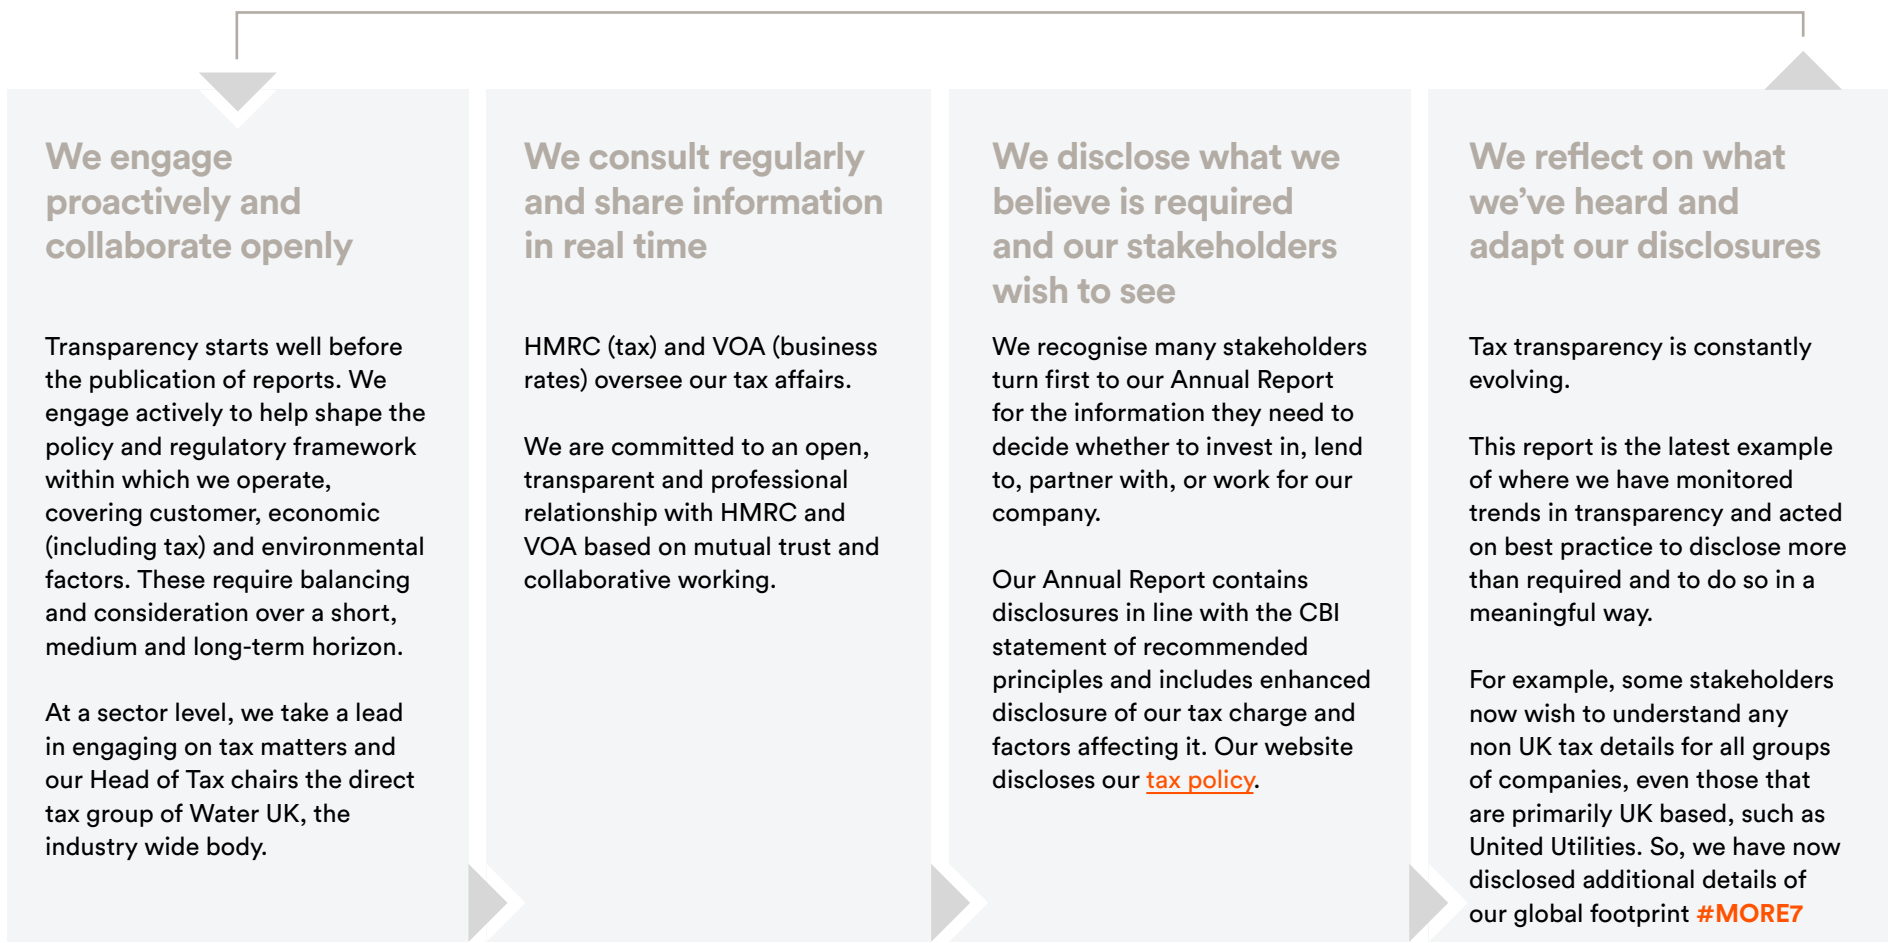 We engage
proactively and
collaborate openly
Transparency starts well before
the publication of reports. We
engage actively to help shape the
policy and regulatory framework
within which we operate,
covering customer, economic
(including tax) and environmental
factors. These require balancing
and consideration over a short,
medium and long-term horizon.
At a sector level, we take a lead
in engaging on tax matters and
our Head of Tax chairs the direct
tax group of Water UK, the
industry wide body.
We consult regularly
and share information
in real time
HMRC (tax) and VOA (business
rates) oversee our tax affairs.
We are committed to an open,
transparent and professional
relationship with HMRC and
VOA based on mutual trust and
collaborative working.
We disclose what we
believe is required
and our stakeholders
wish to see
We recognise many stakeholders
turn first to our Annual Report
for the information they need to
decide whether to invest in, lend
to, partner with, or work for our
company.
Our Annual Report contains
disclosures in line with the CBI
statement of recommended
principles and includes enhanced
disclosure of our tax charge and
factors affecting it. Our website
discloses our tax policy.
We reflect on what
we’ve heard and
adapt our disclosures
Tax transparency is constantly
evolving.
This report is the latest example
of where we have monitored
trends in transparency and acted
on best practice to disclose more
than required and to do so in a
meaningful way.
For example, some stakeholders
now wish to understand any
non UK tax details for all groups
of companies, even those that
are primarily UK based, such as
United Utilities. So, we have now
disclosed additional details of
our global footprint #MORE7